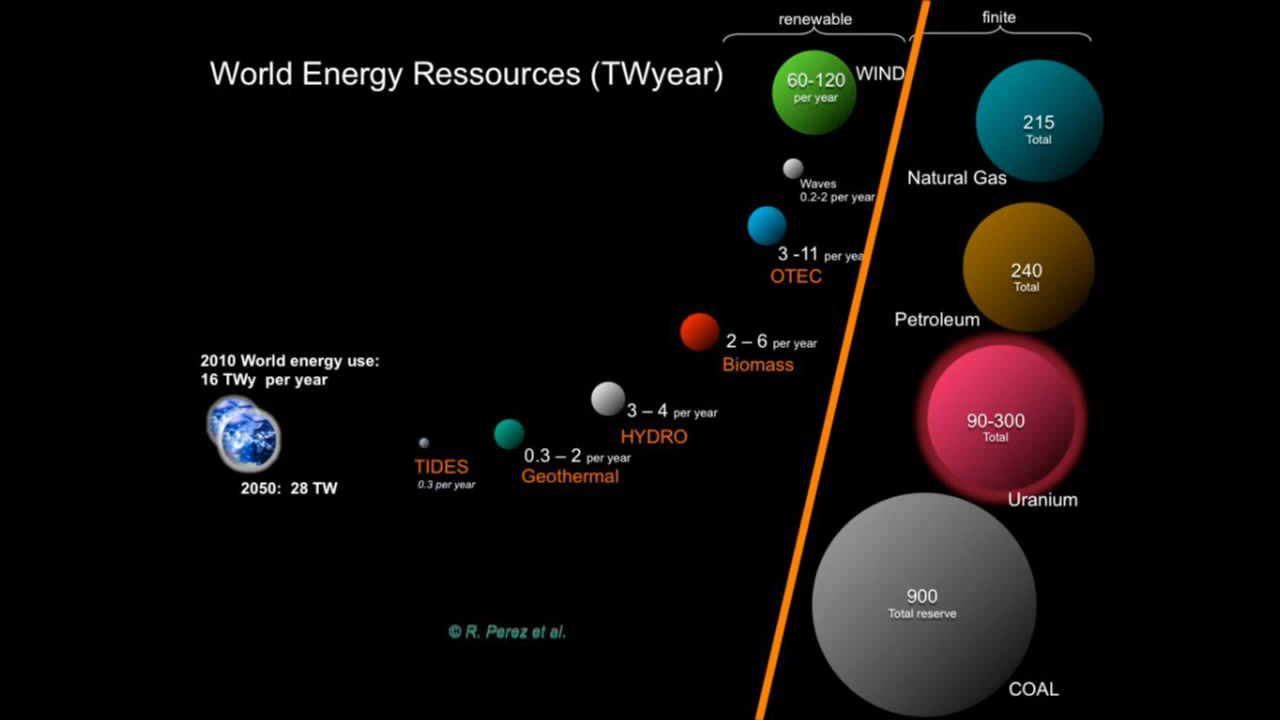 renewable
finite
World Energy Ressources (TWyear)
60-120
per year
WIND
215
Total
Natural Gas
Waves
0.2-2 per year
3 -11 per yea
OTEC
240
Total
Petroleum
2 – 6 per year
Biomass
2010 World energy use:
16 TWy per year
3 – 4 per year
HYDRO
90-300
Total
Uranium
TIDES
0.3 per year
0.3 – 2 per year
Geothermal
2050: 28 TW
900
Total reserve
COAL
© R. Perez et al.